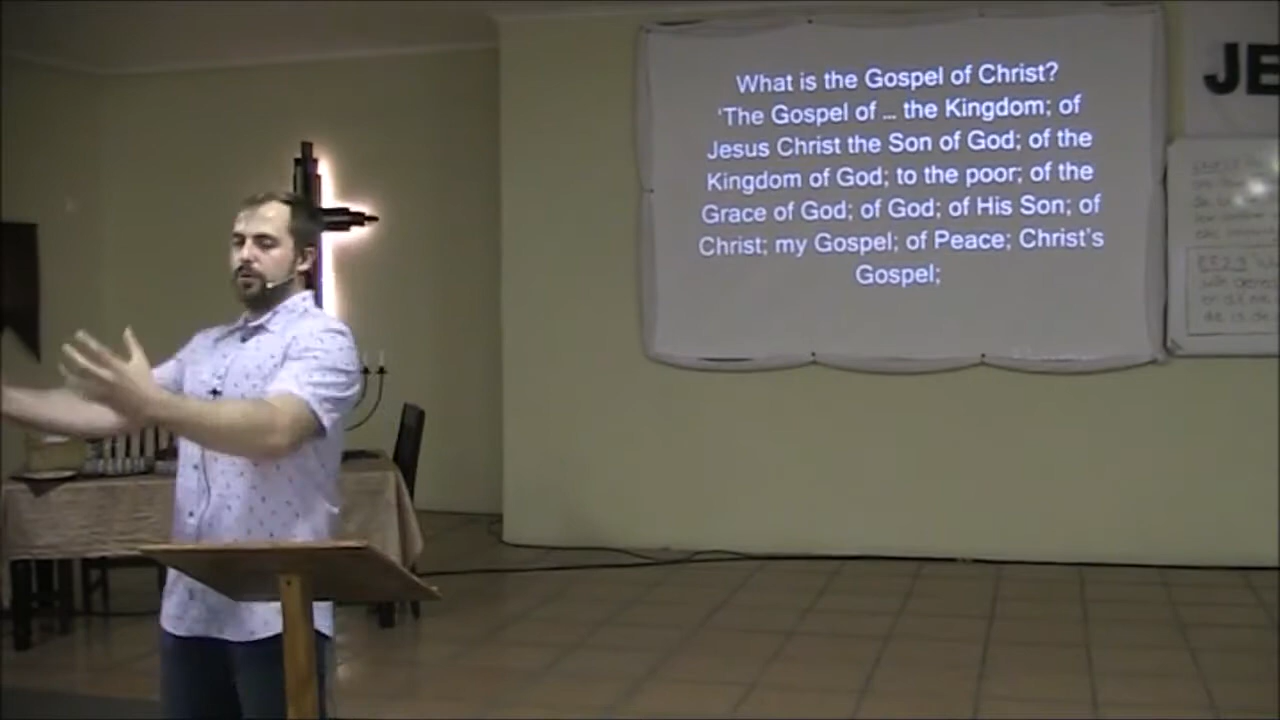 What is the Gospel of Christ?
‘The Gospel of ... the Kingdom; of
Jesus Christ the Son of God; of the
Kingdom of God; to the poor; of the
Grace of God; of God; of His Son; of
Christ; my Gospel; of Peace; Christ's
Gospel;
JE